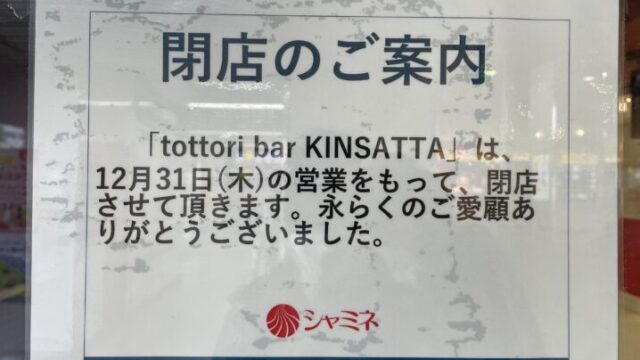 閉店のご案内
「tottori bar KINSATTA」は、
12月31日(木)の営業をもって、閉店
させて頂きます。永らくのご愛顧あ
りがとうございました。
シャミネ